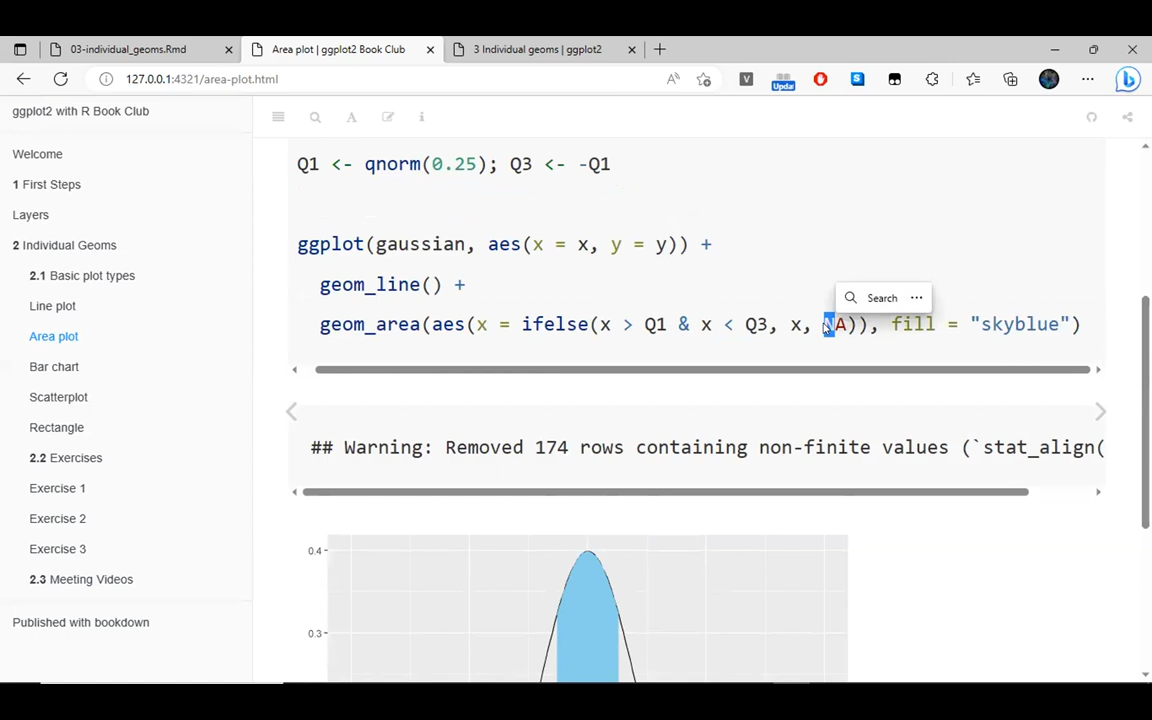 03-individual_geoms.Rmd
Area plot | ggplot2 Book Club
3 Individual geoms | ggplot2
127.0.0.1:4321/area-plot.html
V
Updat
S
ggplot2 with R Book Club
Welcome
1 First Steps
Layers
2 Individual Geoms
2.1 Basic plot types
Line plot
Area plot
Bar chart
Scatterplot
Rectangle
2.2 Exercises
Exercise 1
Exercise 2
Exercise 3
2.3 Meeting Videos
Published with bookdown
Q1 <- qnorm(0.25); Q3 <- -Q1
ggplot(gaussian, aes(x = x, y = y)) +
geom_line() +
Search
geom_area(aes(x = ifelse(x > Q1 & x < Q3, x, NA)), fill = "skyblue")
## Warning: Removed 174 rows containing non-finite values (`stat_align(
0.4
0.3